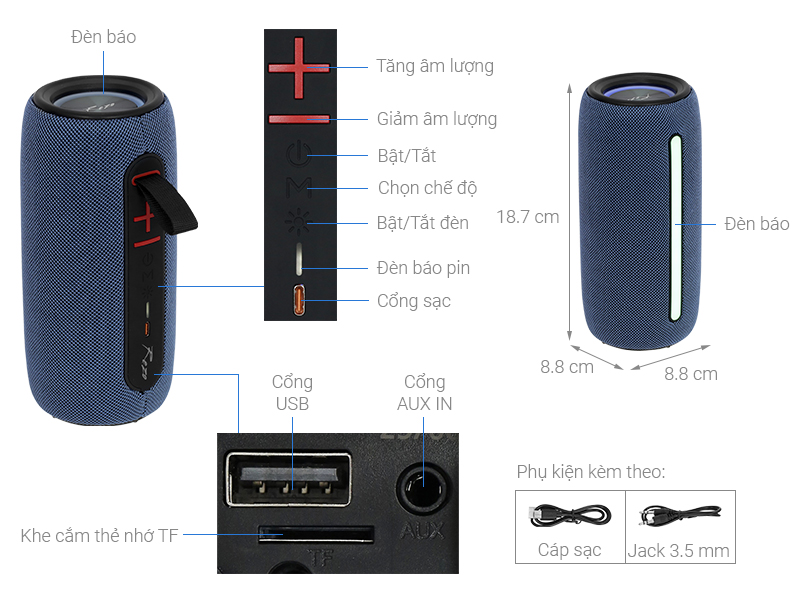 Đèn báo
Tăng âm lượng
Giảm âm lượng
Bật/Tắt
Chọn chế độ
Bật/Tắt đèn
Đèn báo pin
Cổng sạc
18.7 cm
Đèn báo
8.8 cm
8.8 cm
Cổng
USB
Cổng
AUX IN
Khe cắm thẻ nhớ TF
AUX
TF
Phụ kiện kèm theo:
Cáp sạc
Jack 3.5 mm